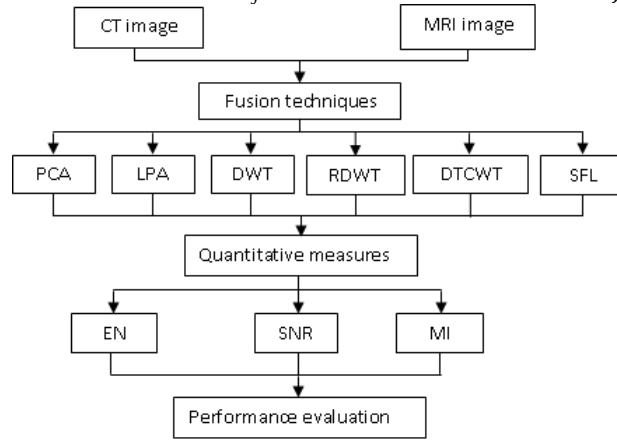 CT image
MRI image
Fusion techniques
PCA
LPA
DWT
RDWT
DTCWT
SFL
Quantitative measures
EN
SNR
MI
Performance evaluation